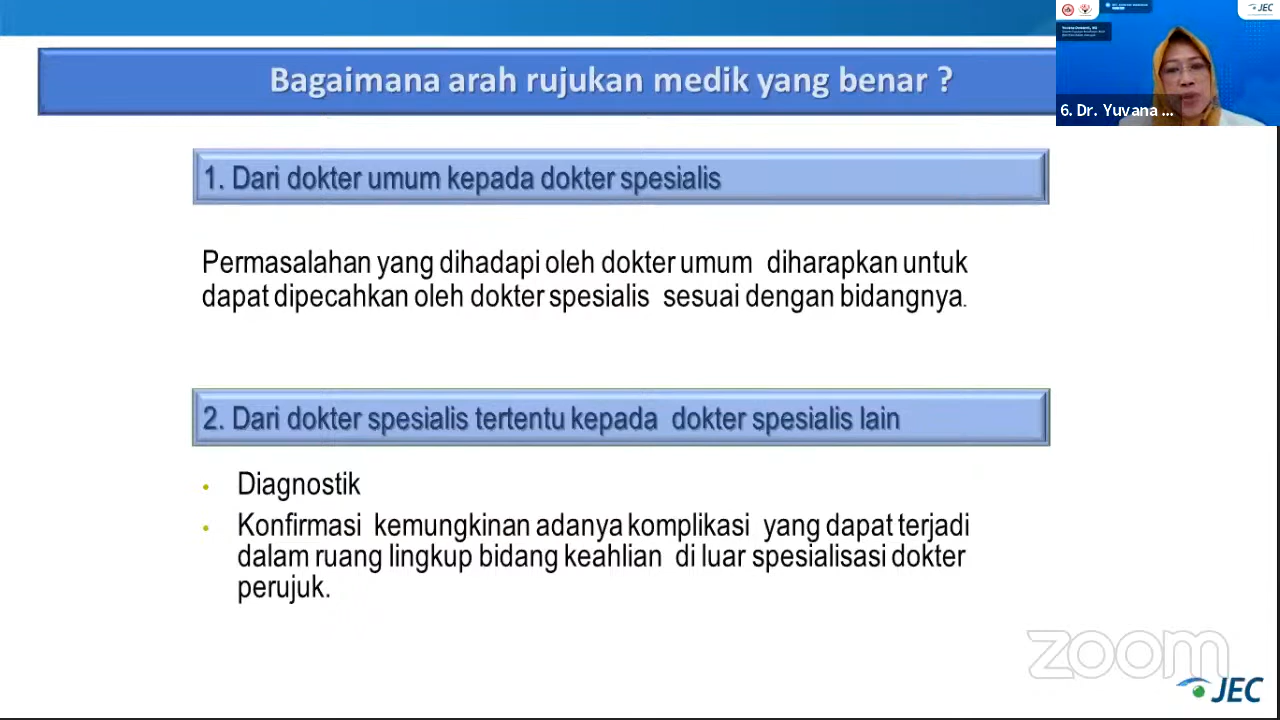 Bagaimana arah rujukan medik yang benar ?
JEC
6. Dr. Yuvana ...
1. Dari dokter umum kepada dokter spesialis
Permasalahan yang dihadapi oleh dokter umum diharapkan untuk
dapat dipecahkan oleh dokter spesialis sesuai dengan bidangnya.
2. Dari dokter spesialis tertentu kepada dokter spesialis lain
• Diagnostik
• Konfirmasi kemungkinan adanya komplikasi yang dapat terjadi
dalam ruang lingkup bidang keahlian di luar spesialisasi dokter
perujuk.
zoom
JEC